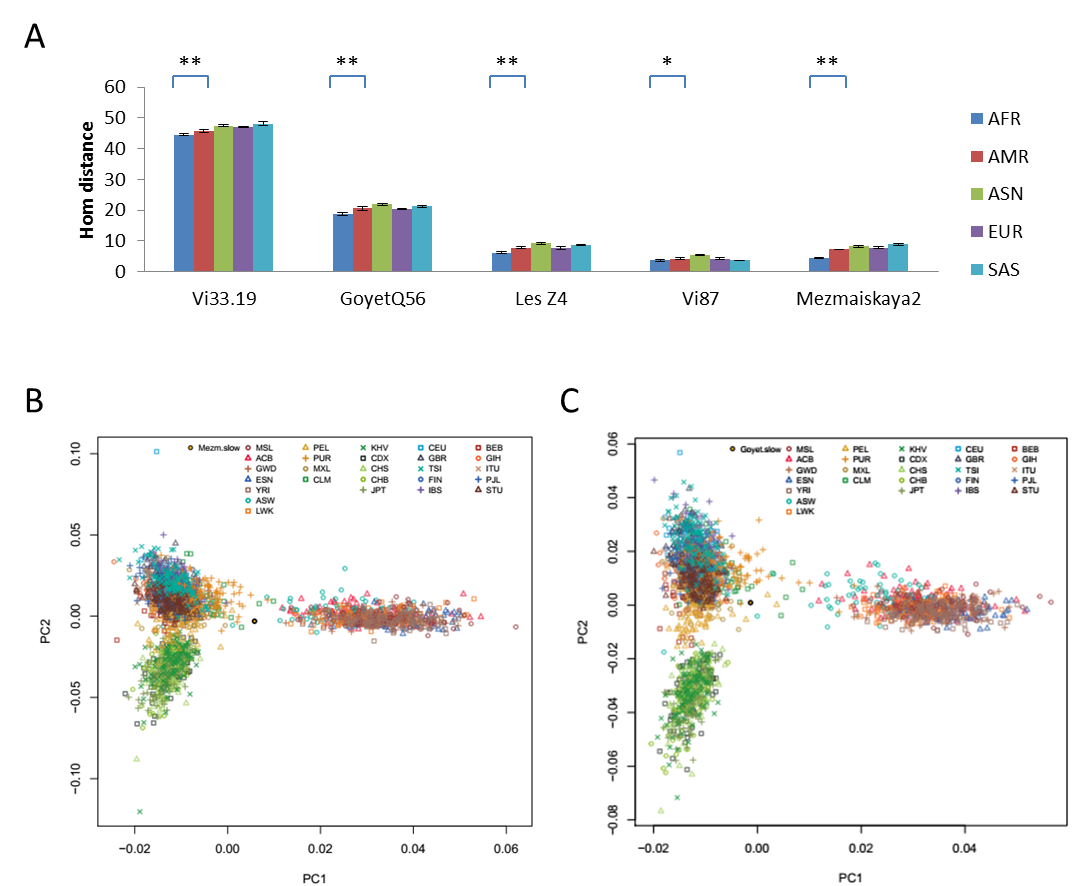 A
** ** ** * **
60
50
40
30
20
10
0
Hom distance
Vi33.19 GoyetQ56 Les Z4 Vi87 Mezmaiskaya2
AFR
AMR
ASN
EUR
SAS
B
Mezm.slow MSL PEL KHV CEU BEB
ACB PUR CDX GBR GIH
GWD MXL CHS TSI ITU
ESN CLM CHB FIN PJL
YRI JPT IBS STU
ASW
LWK
0.10
0.05
0.00
−0.05
−0.10
PC2
−0.02 0.00 0.02 0.04 0.06
PC1
C
Goyet.slow MSL PEL KHV CEU BEB
ACB PUR CDX GBR GIH
GWD MXL CHS TSI ITU
ESN CLM CHB FIN PJL
YRI JPT IBS STU
ASW
LWK
0.06
0.04
0.02
0.00
−0.02
−0.04
−0.06
−0.08
PC2
−0.02 0.00 0.02 0.04
PC1